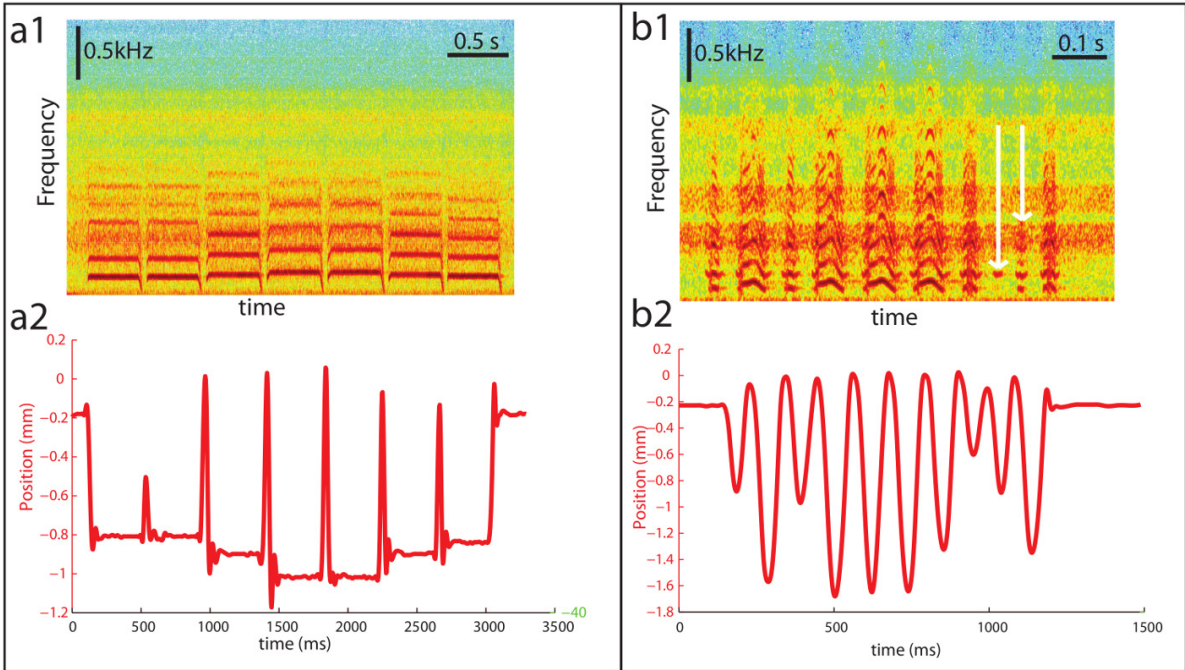 a1
0.5kHz
0.5 s
Frequency
time
a2
0.2
0
−0.2
−0.4
−0.6
−0.8
−1.0
−1.2
Position (mm)
−40
0 500 1000 1500 2000 2500 3000 3500
time (ms)
b1
0.5kHz
0.1 s
Frequency
time
b2
0.2
0
−0.2
−0.4
−0.6
−0.8
−1
−1.2
−1.4
−1.6
−1.8
Position (mm)
0 500 1000 1500
time (ms)